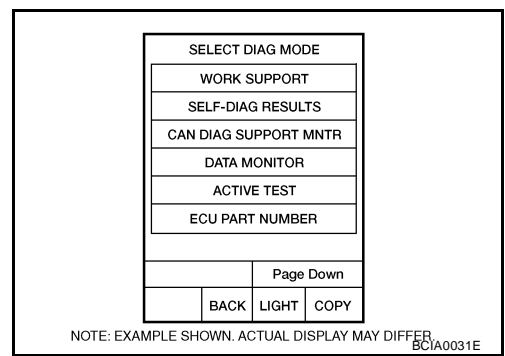 SELECT DIAG MODE
WORK SUPPORT
SELF-DIAG RESULTS
CAN DIAG SUPPORT MNTR
DATA MONITOR
ACTIVE TEST
ECU PART NUMBER
Page Down
BACK LIGHT COPY
NOTE: EXAMPLE SHOWN. ACTUAL DISPLAY MAY DIFFER.
BCIA0031E